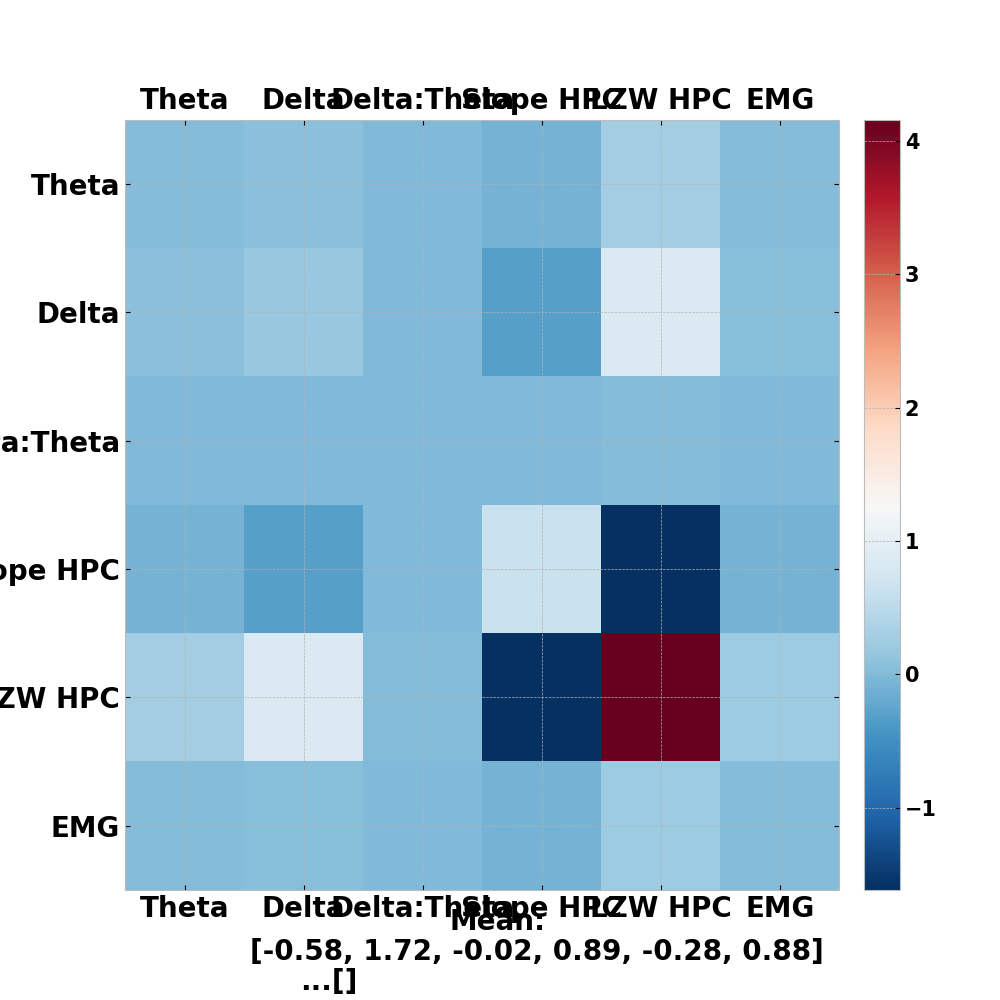 Theta Delta Delta:Theta Slope HPC LZW HPC EMG
Theta
Delta
a:Theta
ope HPC
ZW HPC
EMG
4
3
2
1
0
−1
Theta Delta Delta:Theta Slope HPC LZW HPC EMG
Mean:
[-0.58, 1.72, -0.02, 0.89, -0.28, 0.88]
...[]